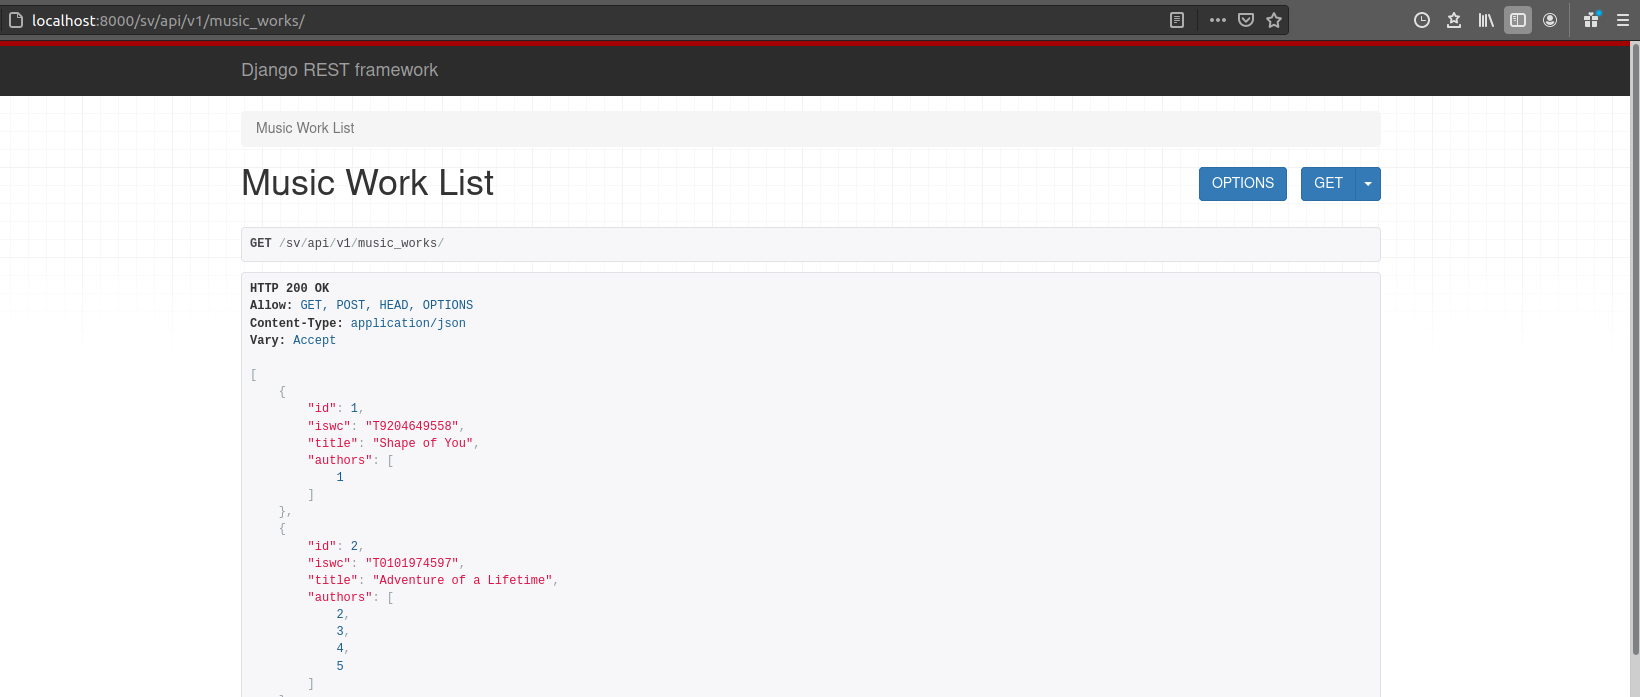 localhost:8000/sv/api/v1/music_works/
Django REST framework
Music Work List
Music Work List
OPTIONS
GET
GET /sv/api/v1/music_works/
HTTP 200 OK
Allow: GET, POST, HEAD, OPTIONS
Content-Type: application/json
Vary: Accept
[
{
"id": 1,
"iswc": "T9204649558",
"title": "Shape of You",
"authors": [
1
]
},
{
"id": 2,
"iswc": "T0101974597",
"title": "Adventure of a Lifetime",
"authors": [
2,
3,
4,
5
]